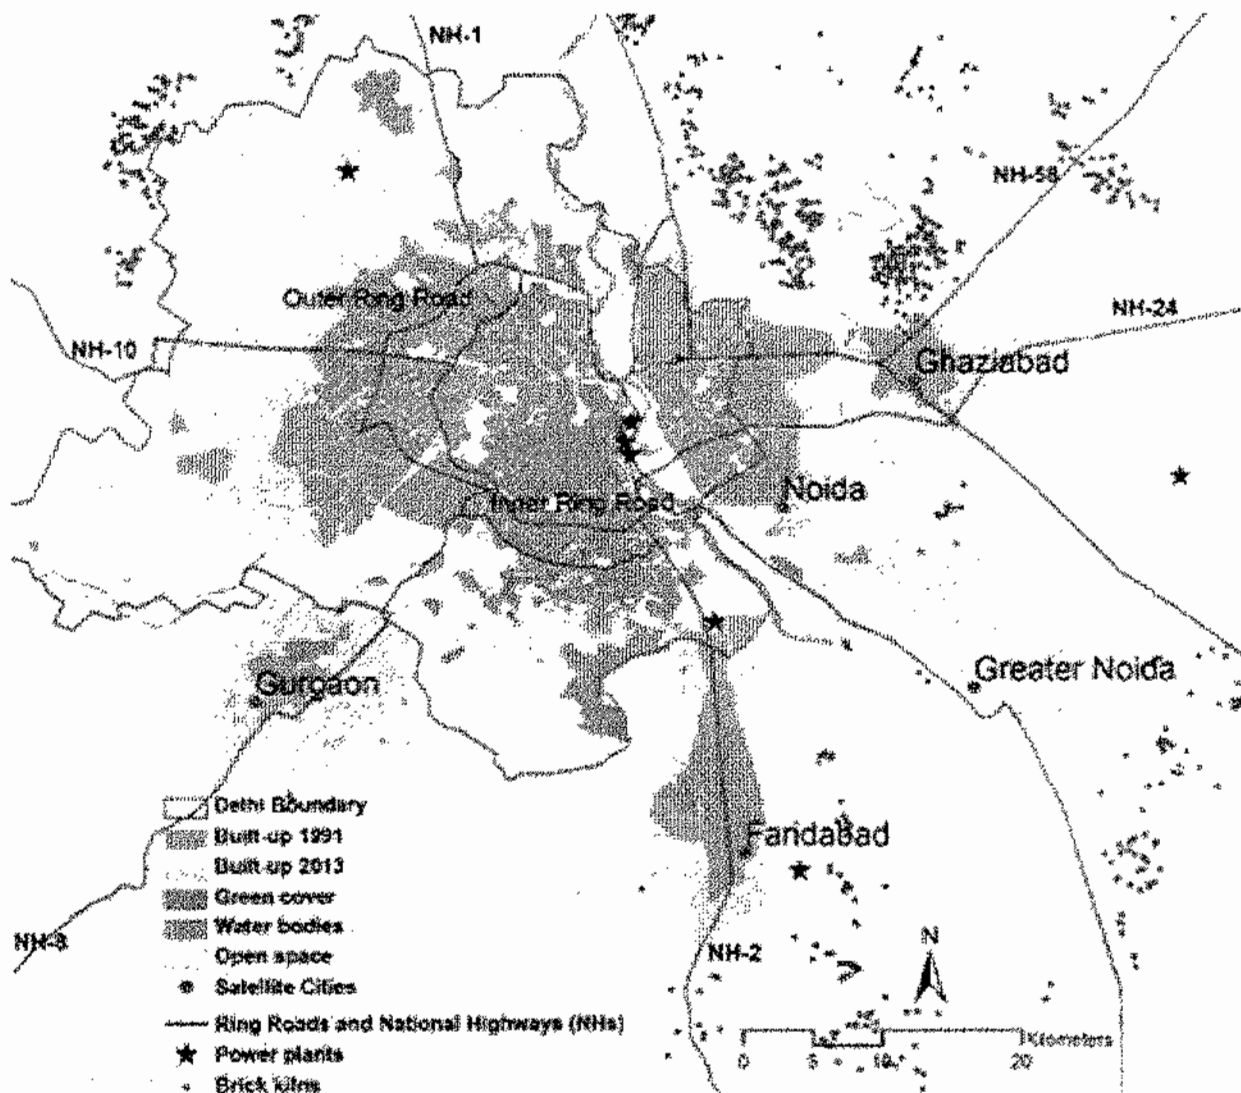 NH-1
NH-58
NH-24
Outer Ring Road
NH-10
Ghaziabad
Noida
Inner Ring Road
Greater Noida
Gurgaon
Delhi Boundary
Built-up 1991
Built-up 2013
Faridabad
Green cover
Water bodies
NH-8
Open space
NH-2
N
Satellite Cities
Ring Roads and National Highways (NHs)
Kilometers
Power plants
0 5 10 20
Brick kilns